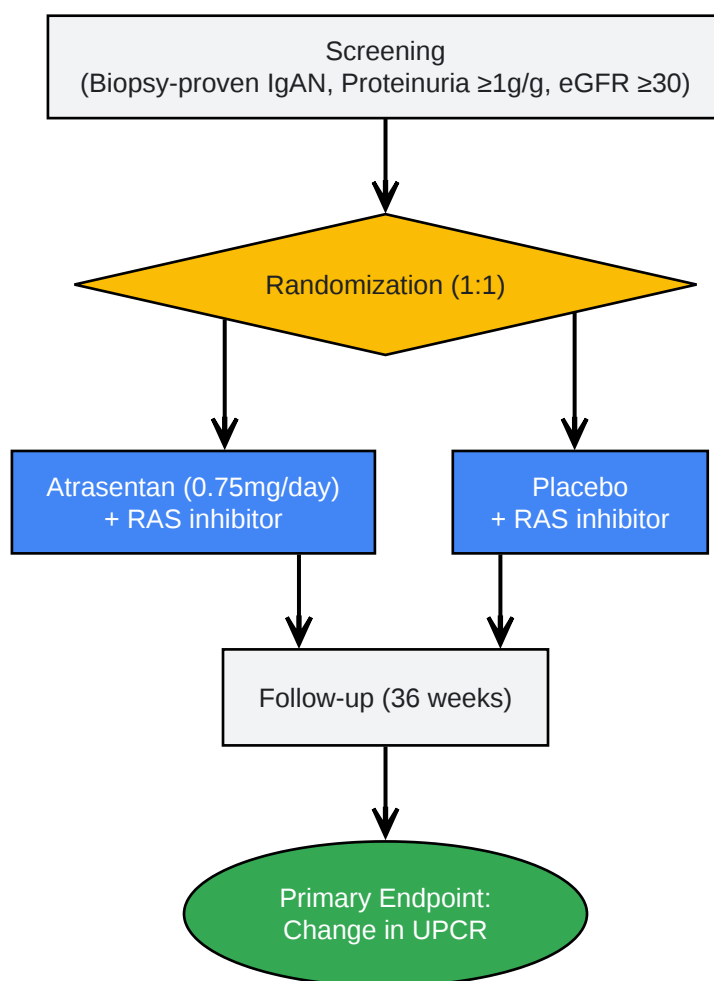 Screening
(Biopsy-proven IgAN, Proteinuria ≥1g/g, eGFR ≥30)
Randomization (1:1)
Atrasentan (0.75mg/day)
+ RAS inhibitor
Placebo
+ RAS inhibitor
Follow-up (36 weeks)
Primary Endpoint:
Change in UPCR